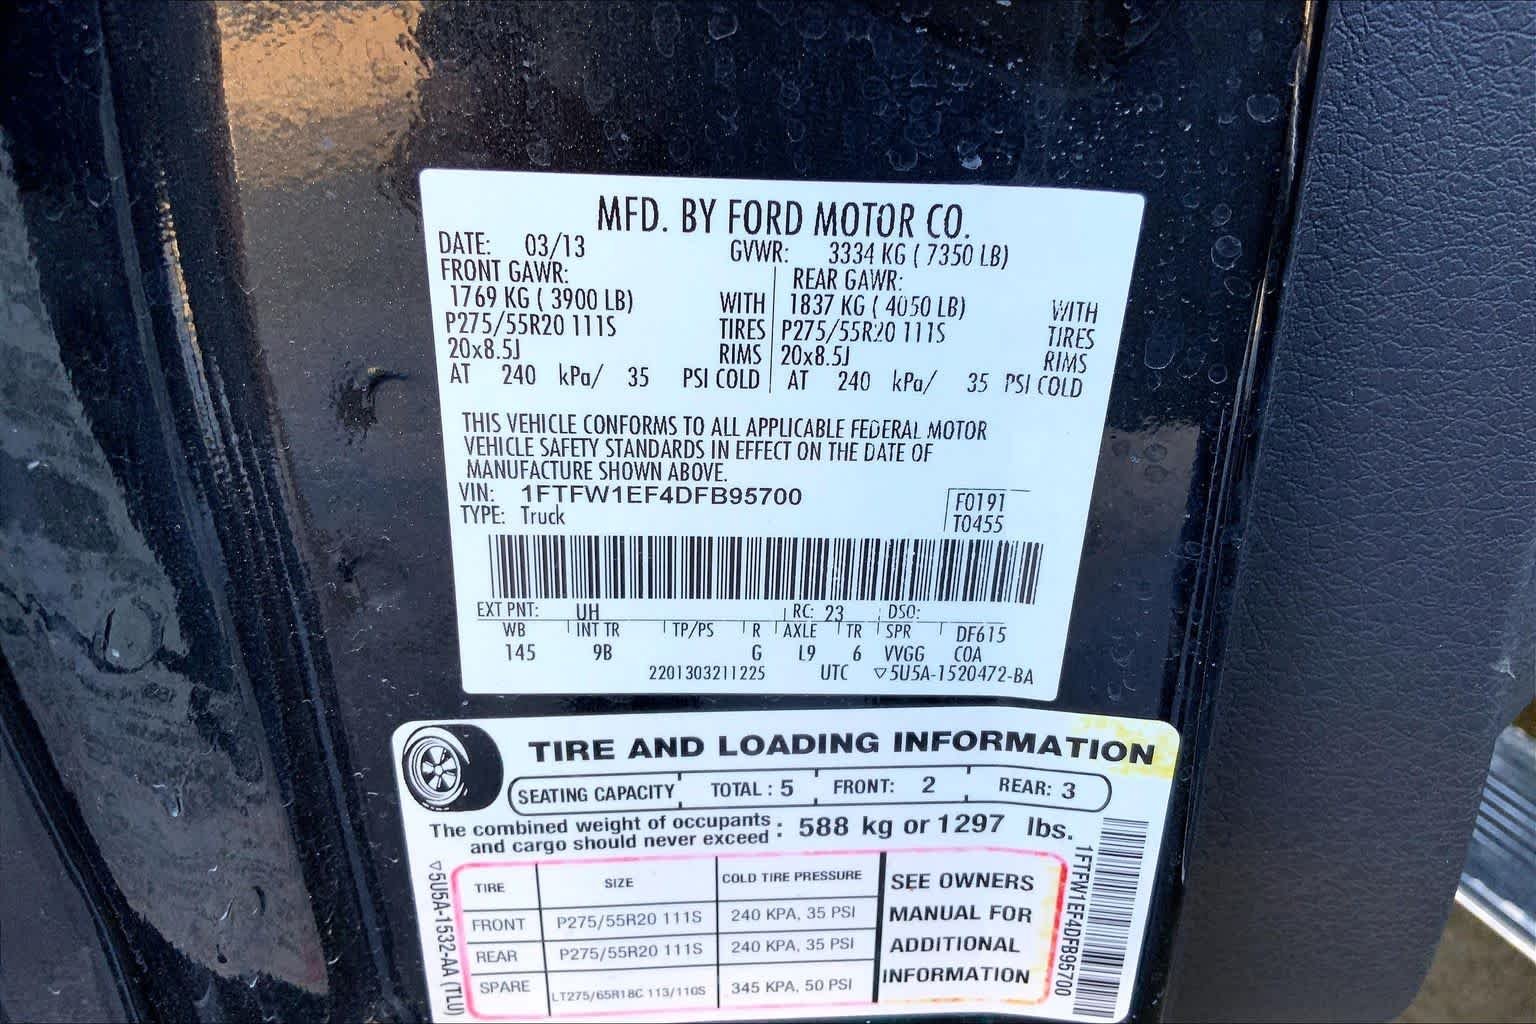 MFD. BY FORD MOTOR CO.
DATE: 03/13 GVWR: 3334 KG ( 7350 LB)
FRONT GAWR: REAR GAWR:
1769 KG ( 3900 LB) WITH 1837 KG ( 4050 LB) WITH
P275/55R20 111S TIRES P275/55R20 111S TIRES
20x8.5J RIMS 20x8.5J RIMS
AT 240 kPa/ 35 PSI COLD AT 240 kPa/ 35 PSI COLD
THIS VEHICLE CONFORMS TO ALL APPLICABLE FEDERAL MOTOR
VEHICLE SAFETY STANDARDS IN EFFECT ON THE DATE OF
MANUFACTURE SHOWN ABOVE.
VIN: 1FTFW1EF4DFB95700 F0191
TYPE: Truck T0455
EXT PNT: UH RC: 23 DSO:
WB INT TR TP/PS R AXLE TR SPR DF615
145 9B G L9 6 VVGG COA
2201303211225 UTC ▽5U5A-1520472-BA
TIRE AND LOADING INFORMATION
SEATING CAPACITY TOTAL : 5 FRONT: 2 REAR: 3
The combined weight of occupants
and cargo should never exceed : 588 kg or 1297 lbs.
TIRE SIZE COLD TIRE PRESSURE SEE OWNERS
FRONT P275/55R20 111S 240 KPA, 35 PSI MANUAL FOR
REAR P275/55R20 111S 240 KPA, 35 PSI ADDITIONAL
SPARE LT275/65R18C 113/110S 345 KPA, 50 PSI INFORMATION
▽5U5A-1532-AA (TLU)
1FTFW1EF4DFB95700